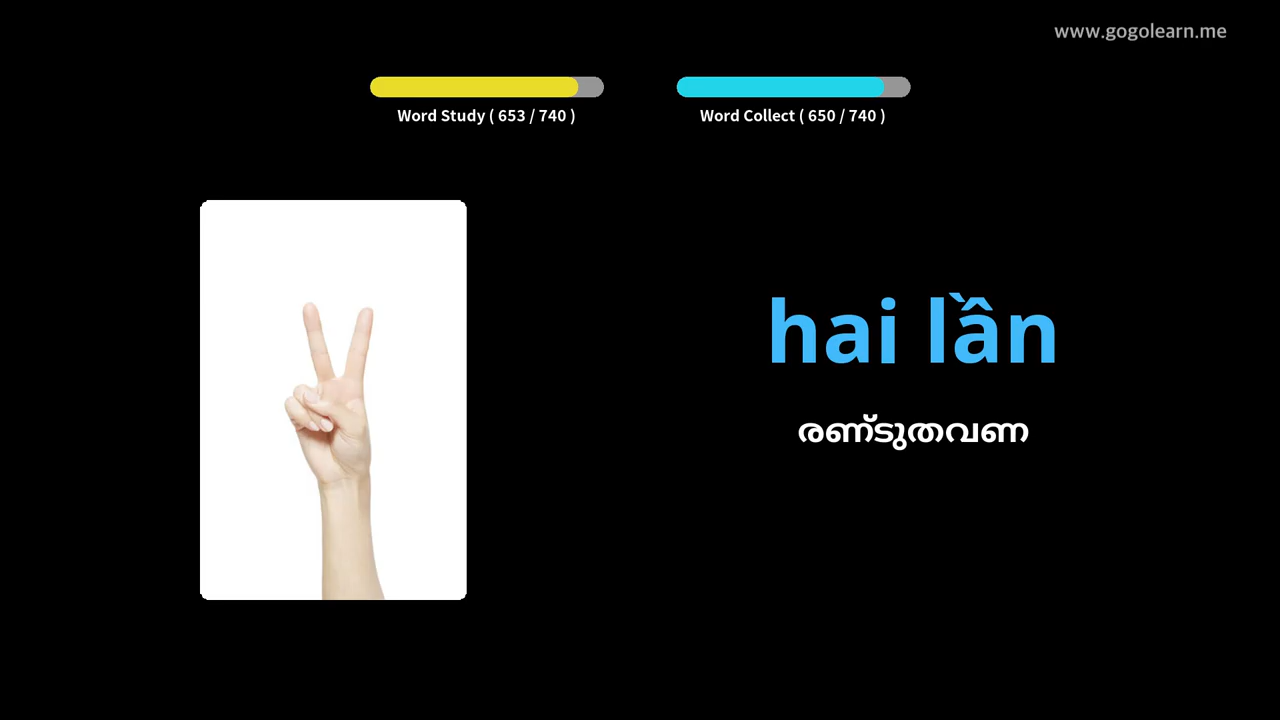 www.gogolearn.me
Word Study ( 653 / 740 )
Word Collect ( 650 / 740 )
hai lần
രണ്ടുതവണ